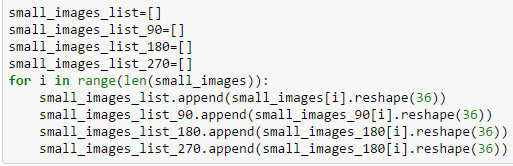 small_images_list=[]
small_images_list_90=[]
small_images_list_180=[]
small_images_list_270=[]
for i in range(len(small_images)):
    small_images_list.append(small_images[i].reshape(36))
    small_images_list_90.append(small_images_90[i].reshape(36))
    small_images_list_180.append(small_images_180[i].reshape(36))
    small_images_list_270.append(small_images_180[i].reshape(36))